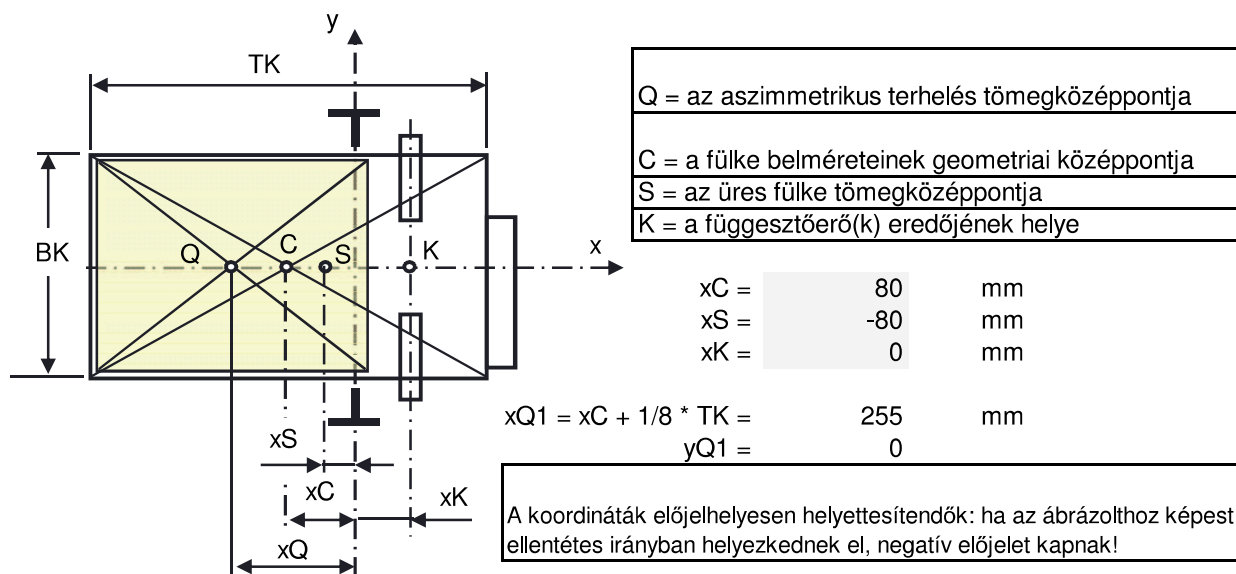 y
TK
BK
Q
C
S
K
x
xS
xC
xK
xQ
Q = az aszimmetrikus terhelés tömegközéppontja
C = a fülke belméreteinek geometriai középpontja
S = az üres fülke tömegközéppontja
K = a függesztőerő(k) eredőjének helye
xC = 80 mm
xS = -80 mm
xK = 0 mm
xQ1 = xC + 1/8 * TK = 255 mm
yQ1 = 0
A koordináták előjelhelyesen helyettesítendők: ha az ábrázolthoz képest
ellentétes irányban helyezkednek el, negatív előjelet kapnak!